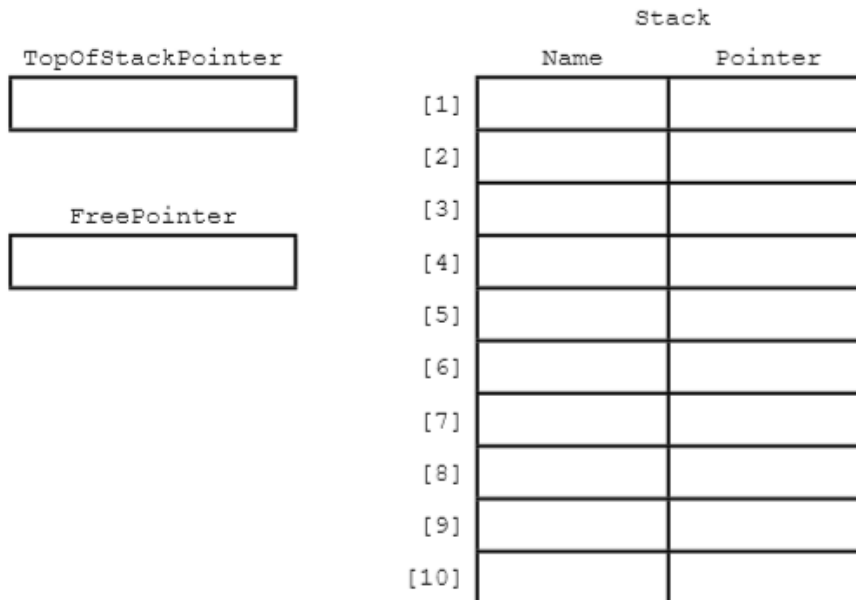 Stack
TopOfStackPointer
Name Pointer
[1]
[2]
FreePointer
[3]
[4]
[5]
[6]
[7]
[8]
[9]
[10]